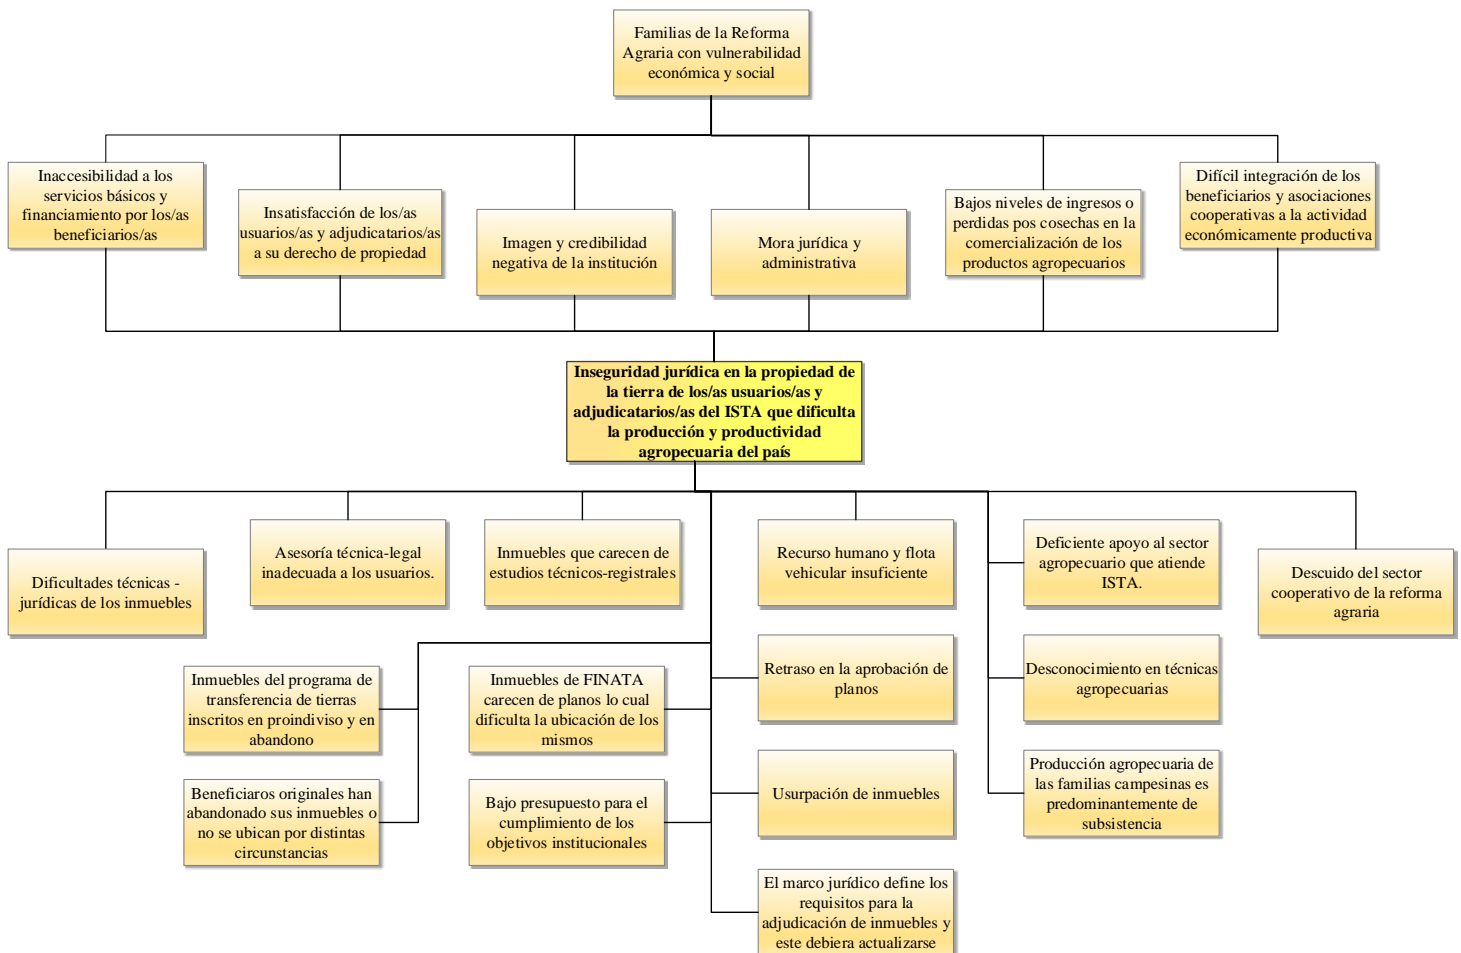 Familias de la Reforma
Agraria con vulnerabilidad
económica y social
Inaccesibilidad a los
servicios básicos y
financiamiento por los/as
beneficiarios/as
Insatisfacción de los/as
usuarios/as y adjudicatarios/as
a su derecho de propiedad
Imagen y credibilidad
negativa de la institución
Mora jurídica y
administrativa
Bajos niveles de ingresos o
perdidas pos cosechas en la
comercialización de los
productos agropecuarios
Difícil integración de los
beneficiarios y asociaciones
cooperativas a la actividad
económicamente productiva
Inseguridad jurídica en la propiedad de
la tierra de los/as usuarios/as y
adjudicatarios/as del ISTA que dificulta
la producción y productividad
agropecuaria del país
Dificultades técnicas -
jurídicas de los inmuebles
Asesoría técnica-legal
inadecuada a los usuarios.
Inmuebles que carecen de
estudios técnicos-registrales
Recurso humano y flota
vehicular insuficiente
Deficiente apoyo al sector
agropecuario que atiende
ISTA.
Descuido del sector
cooperativo de la reforma
agraria
Inmuebles del programa de
transferencia de tierras
inscritos en proindiviso y en
abandono
Inmuebles de FINATA
carecen de planos lo cual
dificulta la ubicación de los
mismos
Retraso en la aprobación de
planos
Desconocimiento en técnicas
agropecuarias
Beneficiaros originales han
abandonado sus inmuebles o
no se ubican por distintas
circunstancias
Bajo presupuesto para el
cumplimiento de los
objetivos institucionales
Usurpación de inmuebles
Producción agropecuaria de
las familias campesinas es
predominantemente de
subsistencia
El marco jurídico define los
requisitos para la
adjudicación de inmuebles y
este debiera actualizarse